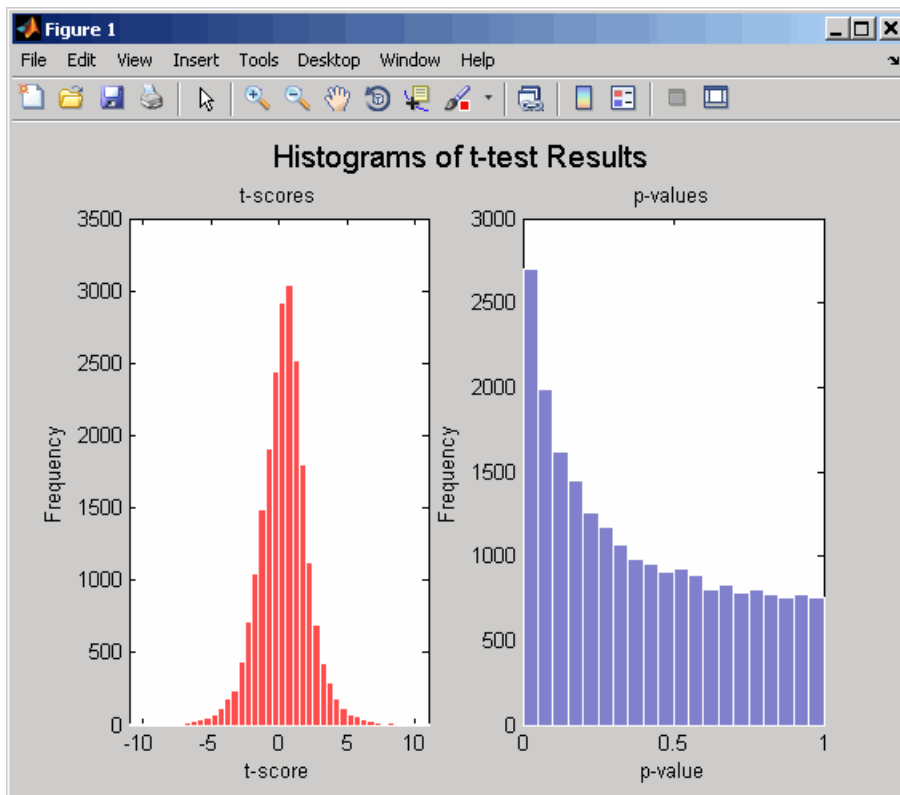 Figure 1
File Edit View Insert Tools Desktop Window Help
Histograms of t-test Results
t-scores
3500
3000
2500
2000
1500
1000
500
0
Frequency
-10 -5 0 5 10
t-score
p-values
3000
2500
2000
1500
1000
500
0
Frequency
0 0.5 1
p-value